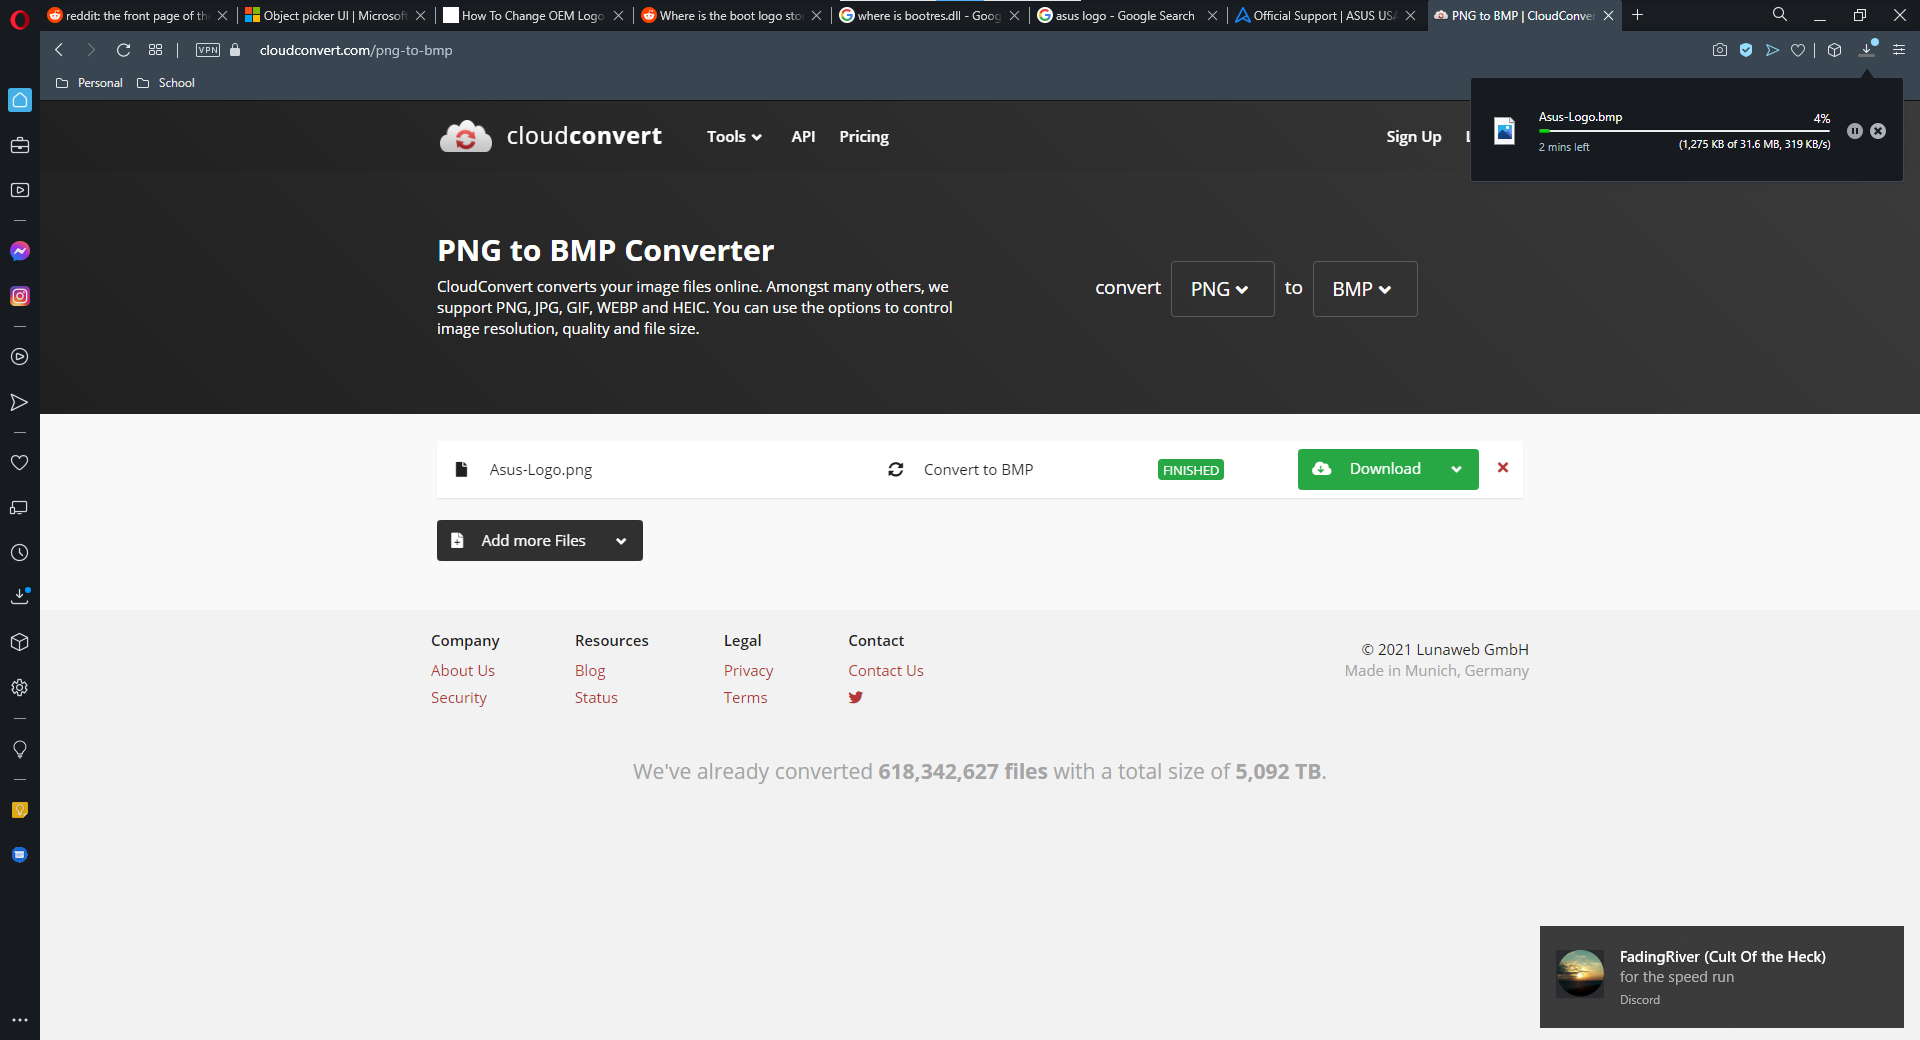 reddit: the front page of th
Object picker UI | Microsoft
How To Change OEM Logo
Where is the boot logo sto
where is bootres.dll - Goog
asus logo - Google Search
Official Support | ASUS USA
PNG to BMP | CloudConver
VPN
cloudconvert.com/png-to-bmp
Personal
School
Asus-Logo.bmp
4%
2 mins left
(1,275 KB of 31.6 MB, 319 KB/s)
cloudconvert
Tools
API
Pricing
Sign Up
L
PNG to BMP Converter
CloudConvert converts your image files online. Amongst many others, we
support PNG, JPG, GIF, WEBP and HEIC. You can use the options to control
image resolution, quality and file size.
convert
PNG
to
BMP
Asus-Logo.png
Convert to BMP
FINISHED
Download
Add more Files
Company
About Us
Security
Resources
Blog
Status
Legal
Privacy
Terms
Contact
Contact Us
© 2021 Lunaweb GmbH
Made in Munich, Germany
We've already converted 618,342,627 files with a total size of 5,092 TB.
FadingRiver (Cult Of the Heck)
for the speed run
Discord